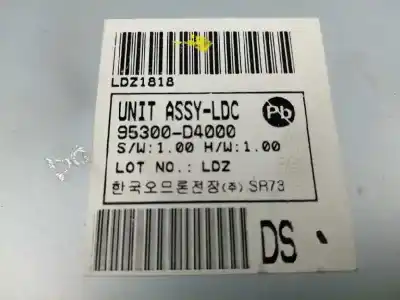 LDZ1818
UNIT ASSY-LDC
Pb
95300-D4000
S/W:1.00 H/W:1.00
LOT NO.: LDZ
한국오므론전장(주) SR73
DS